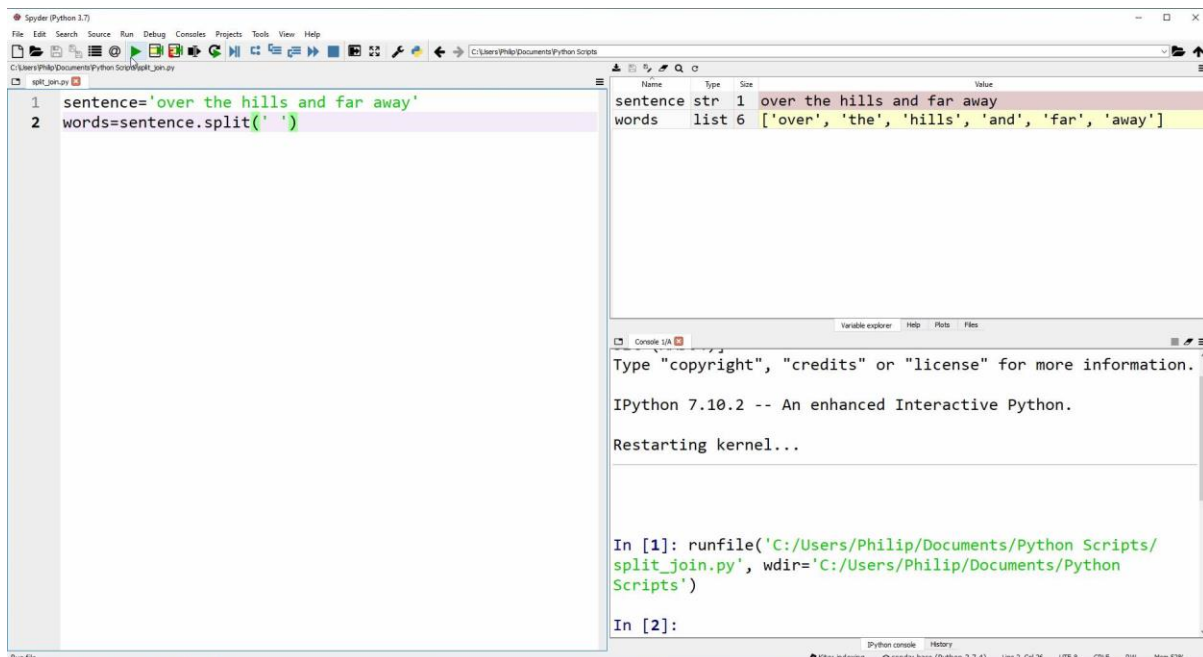 Spyder (Python 3.7)
File Edit Search Source Run Debug Consoles Projects Tools View Help
C:\Users\Philip\Documents\Python Scripts
C:\Users\Philip\Documents\Python Scripts\split_join.py
split_join.py
1 sentence='over the hills and far away'
2 words=sentence.split(' ')
Name Type Size Value
sentence str 1 over the hills and far away
words list 6 ['over', 'the', 'hills', 'and', 'far', 'away']
Variable explorer Help Plots Files
Console 1/A
Type "copyright", "credits" or "license" for more information.
IPython 7.10.2 -- An enhanced Interactive Python.
Restarting kernel...
In [1]: runfile('C:/Users/Philip/Documents/Python Scripts/
split_join.py', wdir='C:/Users/Philip/Documents/Python
Scripts')
In [2]:
IPython console History